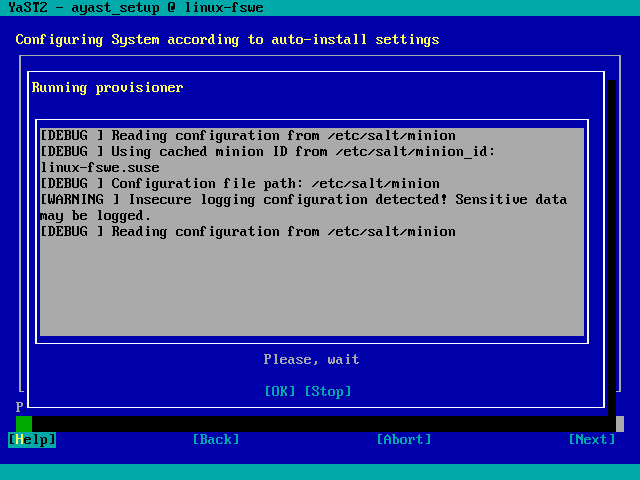 YaST2 - ayast_setup @ linux-fswe
Configuring System according to auto-install settings
Running provisioner
[DEBUG ] Reading configuration from /etc/salt/minion
[DEBUG ] Using cached minion ID from /etc/salt/minion_id:
linux-fswe.suse
[DEBUG ] Configuration file path: /etc/salt/minion
[WARNING ] Insecure logging configuration detected! Sensitive data
may be logged.
[DEBUG ] Reading configuration from /etc/salt/minion
Please, wait
[OK] [Stop]
P
[Help] [Back] [Abort] [Next]